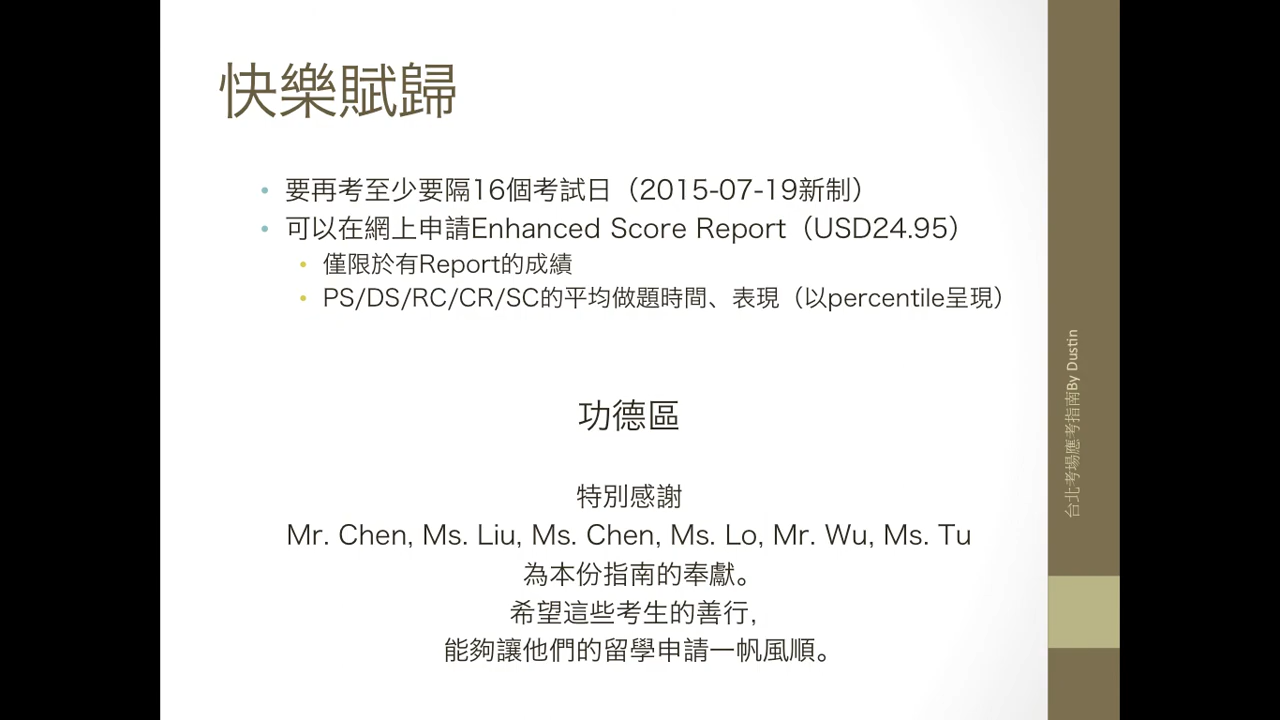 快樂賦歸
• 要再考至少要隔16個考試日（2015-07-19新制）
• 可以在網上申請Enhanced Score Report（USD24.95）
• 僅限於有Report的成績
• PS/DS/RC/CR/SC的平均做題時間、表現（以percentile呈現）
功德區
特別感謝
Mr. Chen, Ms. Liu, Ms. Chen, Ms. Lo, Mr. Wu, Ms. Tu
為本份指南的奉獻。
希望這些考生的善行,
能夠讓他們的留學申請一帆風順。
台北考場應考指南By Dustin